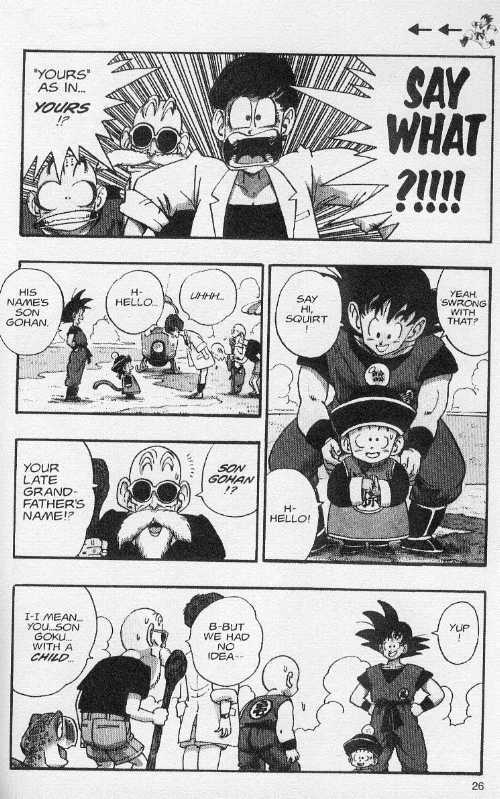 SAY
WHAT
?!!!!
"YOURS"
AS IN...
YOURS
!?
YEAH.
'SWRONG
WITH
THAT?
SAY
HI,
SQUIRT
!
H-
HELLO!
UHHH...
H-
HELLO...
HIS
NAME'S
SON
GOHAN.
SON
GOHAN
!?
YOUR
LATE
GRAND-
FATHER'S
NAME!?
YUP
!
B-BUT
WE HAD
NO
IDEA--
I-I MEAN...
YOU...SON
GOKU...
WITH A
CHILD...
26